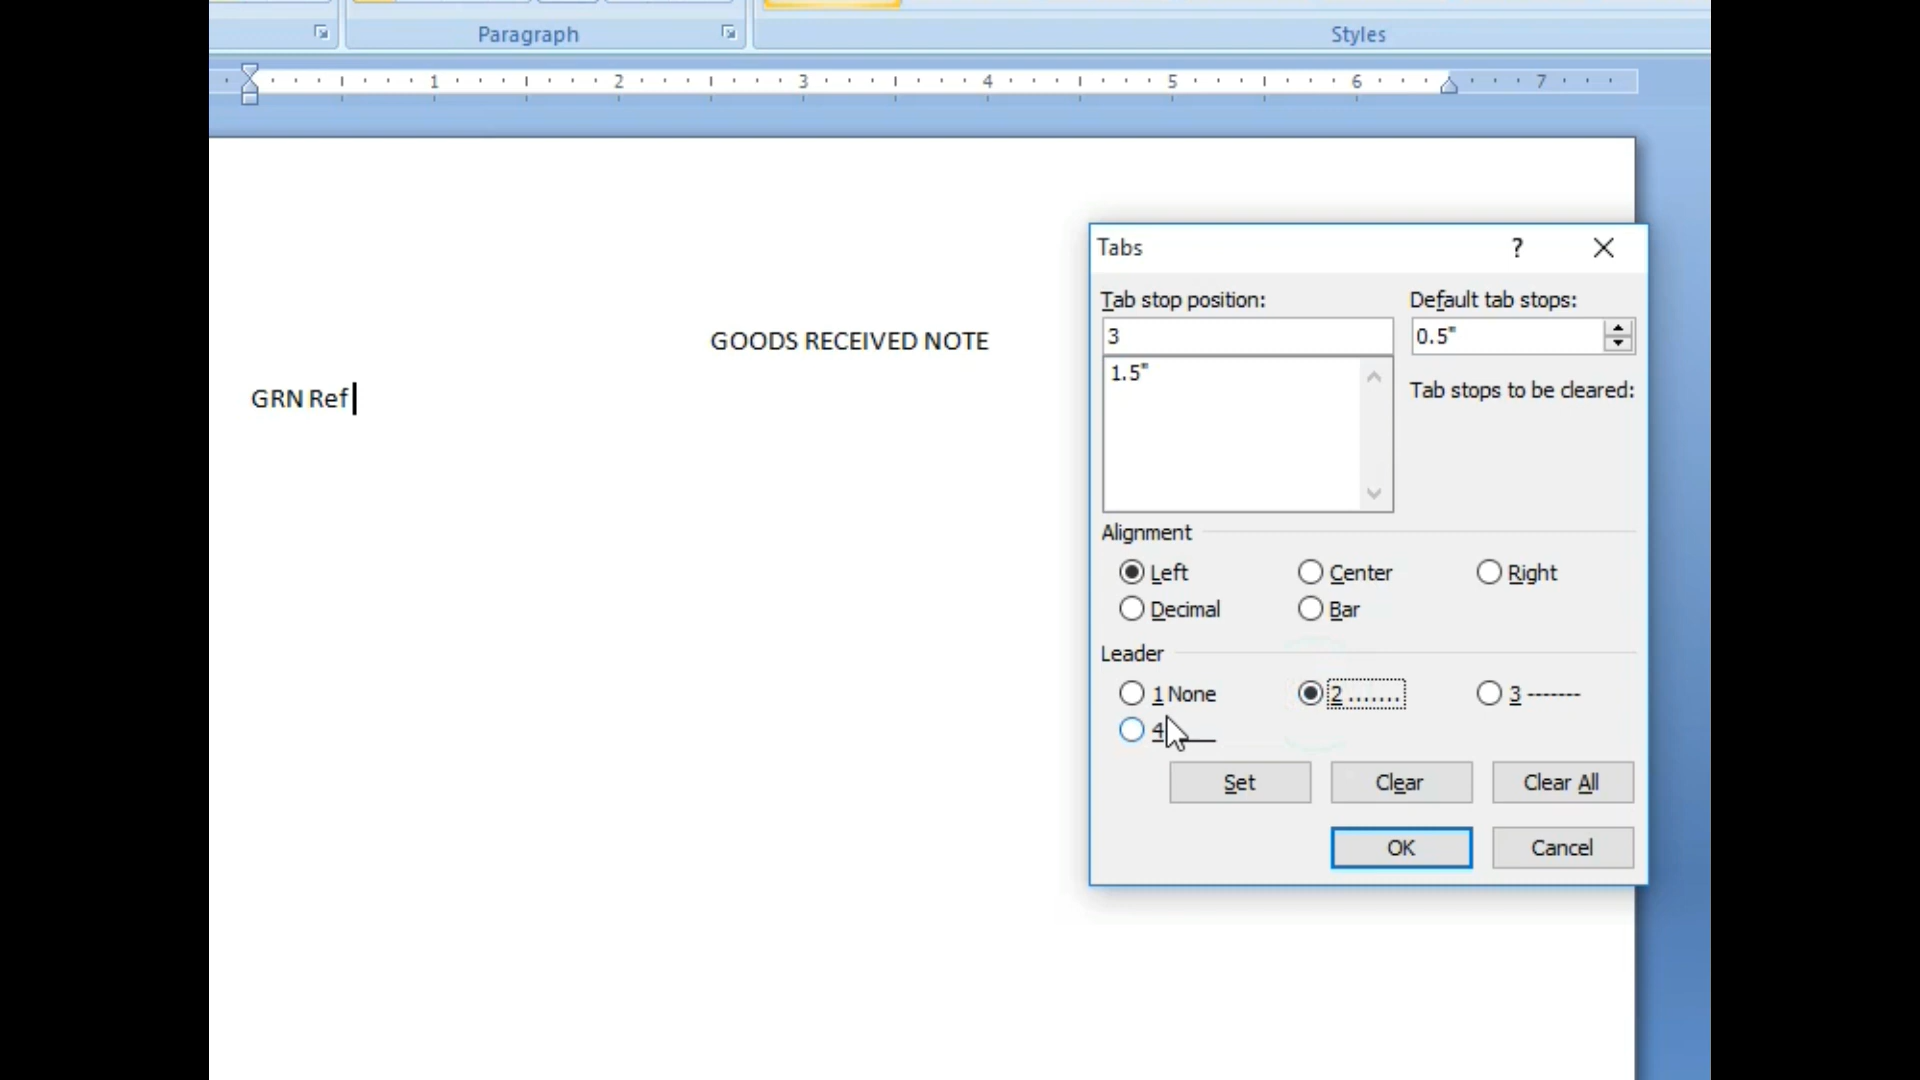 Paragraph
Styles
1 2 3 4 5 6 7
Tabs ?
Tab stop position:
Default tab stops:
3
0.5"
1.5"
Tab stops to be cleared:
GOODS RECEIVED NOTE
GRN Ref
Alignment
Left Center Right
Decimal Bar
Leader
1 None 2 ....... 3 -------
4 ___
Set Clear Clear All
OK Cancel